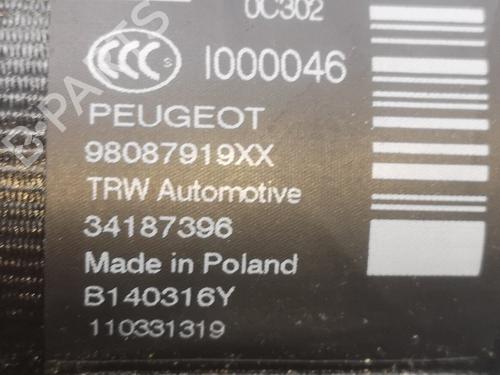 0C302
CCC S I000046
PEUGEOT
98087919XX
TRW Automotive
34187396
Made in Poland
B140316Y
110331319
B-PARTS